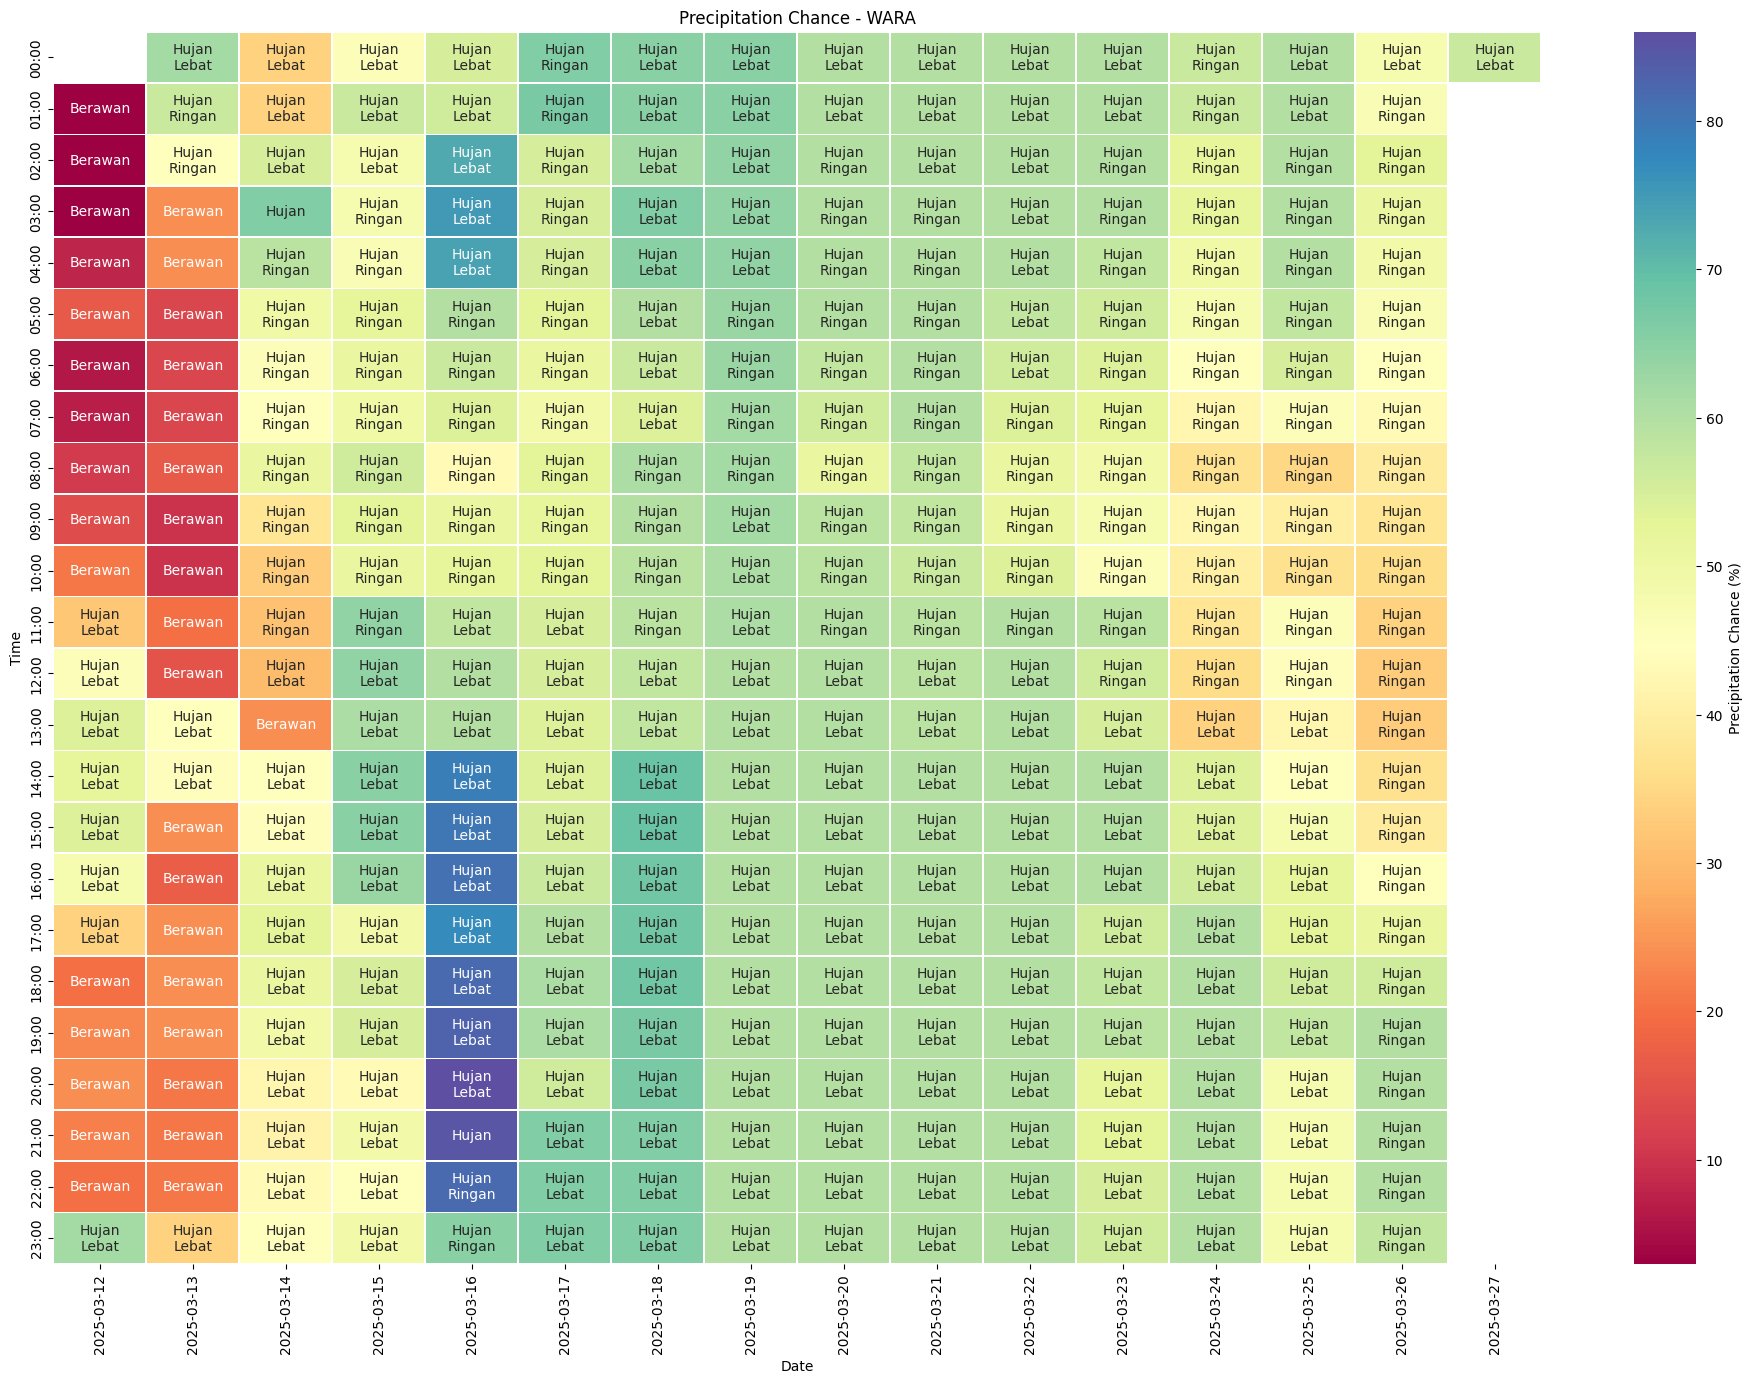 Precipitation Chance - WARA
00:00 Hujan Lebat Hujan Lebat Hujan Lebat Hujan Lebat Hujan Ringan Hujan Lebat Hujan Lebat Hujan Lebat Hujan Lebat Hujan Lebat Hujan Lebat Hujan Ringan Hujan Lebat Hujan Lebat Hujan Lebat
01:00 Berawan Hujan Ringan Hujan Lebat Hujan Lebat Hujan Lebat Hujan Ringan Hujan Lebat Hujan Lebat Hujan Lebat Hujan Lebat Hujan Lebat Hujan Lebat Hujan Ringan Hujan Lebat Hujan Ringan
02:00 Berawan Hujan Ringan Hujan Lebat Hujan Lebat Hujan Lebat Hujan Ringan Hujan Lebat Hujan Lebat Hujan Ringan Hujan Lebat Hujan Lebat Hujan Ringan Hujan Ringan Hujan Ringan Hujan Ringan
03:00 Berawan Berawan Hujan Hujan Ringan Hujan Lebat Hujan Ringan Hujan Lebat Hujan Lebat Hujan Ringan Hujan Ringan Hujan Lebat Hujan Ringan Hujan Ringan Hujan Ringan Hujan Ringan
04:00 Berawan Berawan Hujan Ringan Hujan Ringan Hujan Lebat Hujan Ringan Hujan Lebat Hujan Lebat Hujan Ringan Hujan Ringan Hujan Lebat Hujan Ringan Hujan Ringan Hujan Ringan Hujan Ringan
05:00 Berawan Berawan Hujan Ringan Hujan Ringan Hujan Ringan Hujan Ringan Hujan Lebat Hujan Ringan Hujan Ringan Hujan Ringan Hujan Lebat Hujan Ringan Hujan Ringan Hujan Ringan Hujan Ringan
06:00 Berawan Berawan Hujan Ringan Hujan Ringan Hujan Ringan Hujan Ringan Hujan Lebat Hujan Ringan Hujan Ringan Hujan Ringan Hujan Lebat Hujan Ringan Hujan Ringan Hujan Ringan Hujan Ringan
07:00 Berawan Berawan Hujan Ringan Hujan Ringan Hujan Ringan Hujan Ringan Hujan Lebat Hujan Ringan Hujan Ringan Hujan Ringan Hujan Ringan Hujan Ringan Hujan Ringan Hujan Ringan Hujan Ringan
08:00 Berawan Berawan Hujan Ringan Hujan Ringan Hujan Ringan Hujan Ringan Hujan Ringan Hujan Ringan Hujan Ringan Hujan Ringan Hujan Ringan Hujan Ringan Hujan Ringan Hujan Ringan Hujan Ringan
09:00 Berawan Berawan Hujan Ringan Hujan Ringan Hujan Ringan Hujan Ringan Hujan Ringan Hujan Lebat Hujan Ringan Hujan Ringan Hujan Ringan Hujan Ringan Hujan Ringan Hujan Ringan Hujan Ringan
10:00 Berawan Berawan Hujan Ringan Hujan Ringan Hujan Ringan Hujan Ringan Hujan Ringan Hujan Lebat Hujan Ringan Hujan Ringan Hujan Ringan Hujan Ringan Hujan Ringan Hujan Ringan Hujan Ringan
11:00 Hujan Lebat Berawan Hujan Ringan Hujan Ringan Hujan Lebat Hujan Lebat Hujan Ringan Hujan Lebat Hujan Ringan Hujan Ringan Hujan Ringan Hujan Ringan Hujan Ringan Hujan Ringan Hujan Ringan
12:00 Hujan Lebat Berawan Hujan Lebat Hujan Lebat Hujan Lebat Hujan Lebat Hujan Lebat Hujan Lebat Hujan Lebat Hujan Lebat Hujan Lebat Hujan Ringan Hujan Ringan Hujan Ringan Hujan Ringan
13:00 Hujan Lebat Hujan Lebat Berawan Hujan Lebat Hujan Lebat Hujan Lebat Hujan Lebat Hujan Lebat Hujan Lebat Hujan Lebat Hujan Lebat Hujan Lebat Hujan Lebat Hujan Lebat Hujan Ringan
14:00 Hujan Lebat Hujan Lebat Hujan Lebat Hujan Lebat Hujan Lebat Hujan Lebat Hujan Lebat Hujan Lebat Hujan Lebat Hujan Lebat Hujan Lebat Hujan Lebat Hujan Lebat Hujan Lebat Hujan Ringan
15:00 Hujan Lebat Berawan Hujan Lebat Hujan Lebat Hujan Lebat Hujan Lebat Hujan Lebat Hujan Lebat Hujan Lebat Hujan Lebat Hujan Lebat Hujan Lebat Hujan Lebat Hujan Lebat Hujan Ringan
16:00 Hujan Lebat Berawan Hujan Lebat Hujan Lebat Hujan Lebat Hujan Lebat Hujan Lebat Hujan Lebat Hujan Lebat Hujan Lebat Hujan Lebat Hujan Lebat Hujan Lebat Hujan Lebat Hujan Ringan
17:00 Hujan Lebat Berawan Hujan Lebat Hujan Lebat Hujan Lebat Hujan Lebat Hujan Lebat Hujan Lebat Hujan Lebat Hujan Lebat Hujan Lebat Hujan Lebat Hujan Lebat Hujan Lebat Hujan Ringan
18:00 Berawan Berawan Hujan Lebat Hujan Lebat Hujan Lebat Hujan Lebat Hujan Lebat Hujan Lebat Hujan Lebat Hujan Lebat Hujan Lebat Hujan Lebat Hujan Lebat Hujan Lebat Hujan Ringan
19:00 Berawan Berawan Hujan Lebat Hujan Lebat Hujan Lebat Hujan Lebat Hujan Lebat Hujan Lebat Hujan Lebat Hujan Lebat Hujan Lebat Hujan Lebat Hujan Lebat Hujan Lebat Hujan Ringan
20:00 Berawan Berawan Hujan Lebat Hujan Lebat Hujan Lebat Hujan Lebat Hujan Lebat Hujan Lebat Hujan Lebat Hujan Lebat Hujan Lebat Hujan Lebat Hujan Lebat Hujan Lebat Hujan Ringan
21:00 Berawan Berawan Hujan Lebat Hujan Lebat Hujan Hujan Lebat Hujan Lebat Hujan Lebat Hujan Lebat Hujan Lebat Hujan Lebat Hujan Lebat Hujan Lebat Hujan Lebat Hujan Ringan
22:00 Berawan Berawan Hujan Lebat Hujan Lebat Hujan Ringan Hujan Lebat Hujan Lebat Hujan Lebat Hujan Lebat Hujan Lebat Hujan Lebat Hujan Lebat Hujan Lebat Hujan Lebat Hujan Ringan
23:00 Hujan Lebat Hujan Lebat Hujan Lebat Hujan Lebat Hujan Ringan Hujan Lebat Hujan Lebat Hujan Lebat Hujan Lebat Hujan Lebat Hujan Lebat Hujan Lebat Hujan Lebat Hujan Lebat Hujan Ringan
Time
2025-03-12 2025-03-13 2025-03-14 2025-03-15 2025-03-16 2025-03-17 2025-03-18 2025-03-19 2025-03-20 2025-03-21 2025-03-22 2025-03-23 2025-03-24 2025-03-25 2025-03-26 2025-03-27
Date
80
70
60
50
40
30
20
10
Precipitation Chance (%)